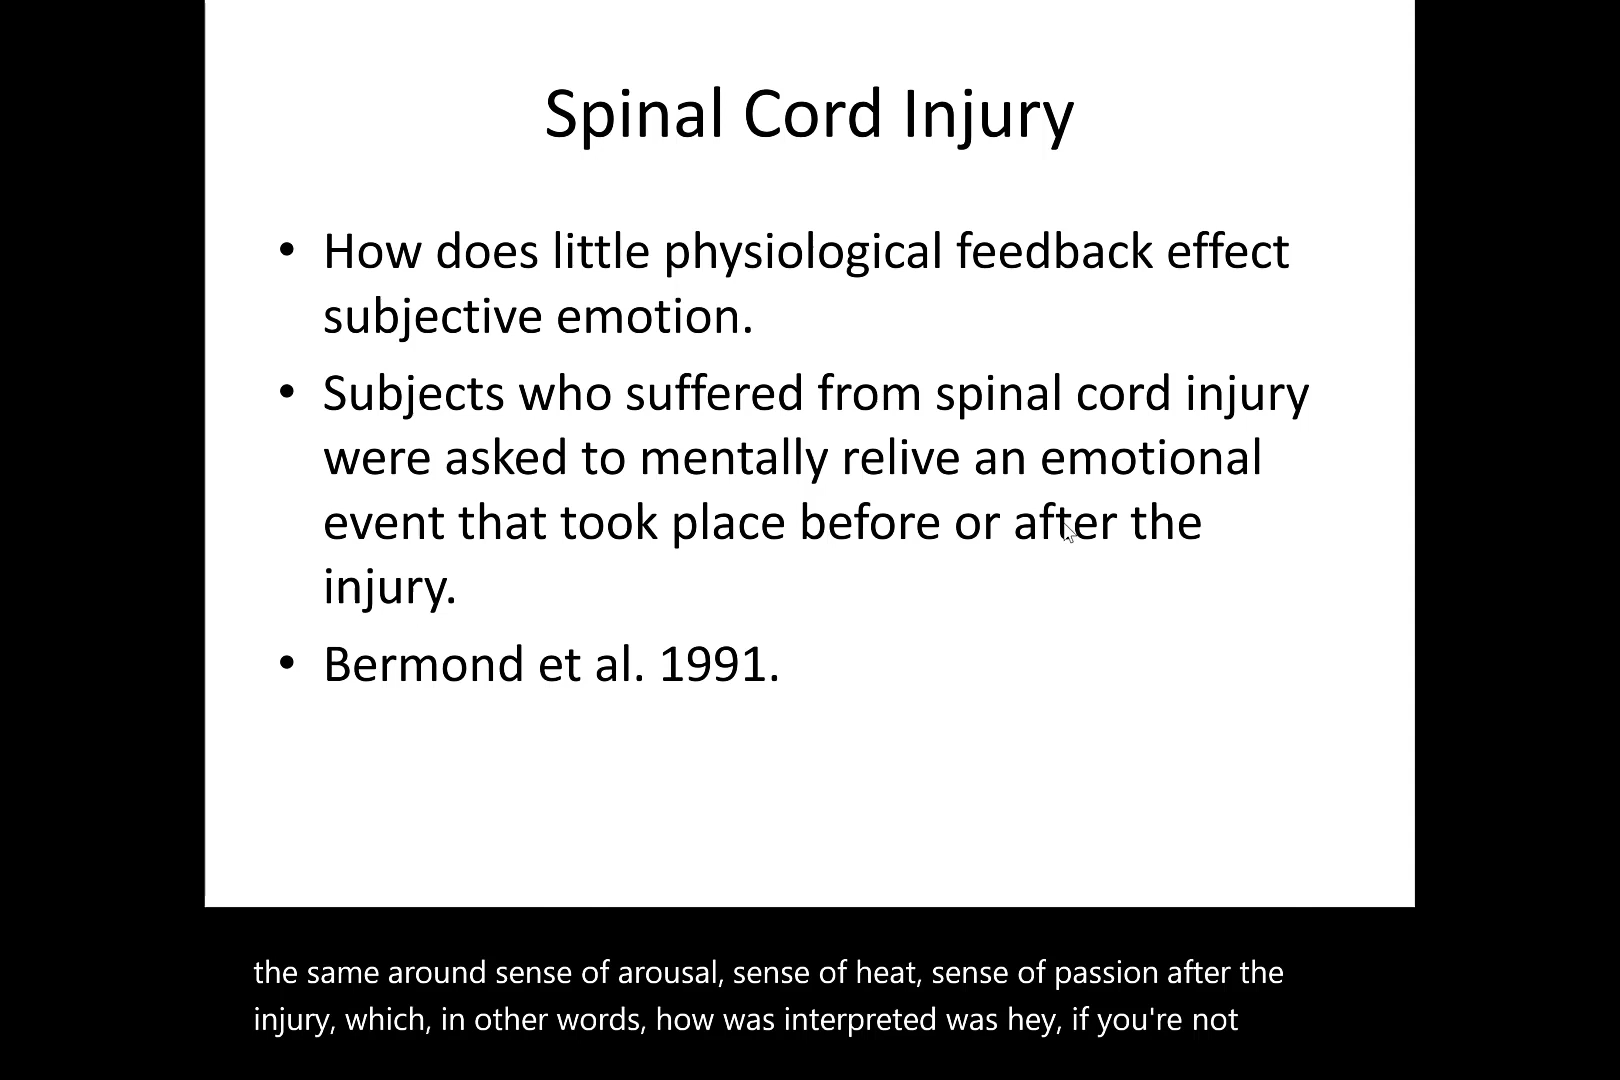 Spinal Cord Injury
• How does little physiological feedback effect
subjective emotion.
• Subjects who suffered from spinal cord injury
were asked to mentally relive an emotional
event that took place before or after the
injury.
• Bermond et al. 1991.
the same around sense of arousal, sense of heat, sense of passion after the
injury, which, in other words, how was interpreted was hey, if you're not